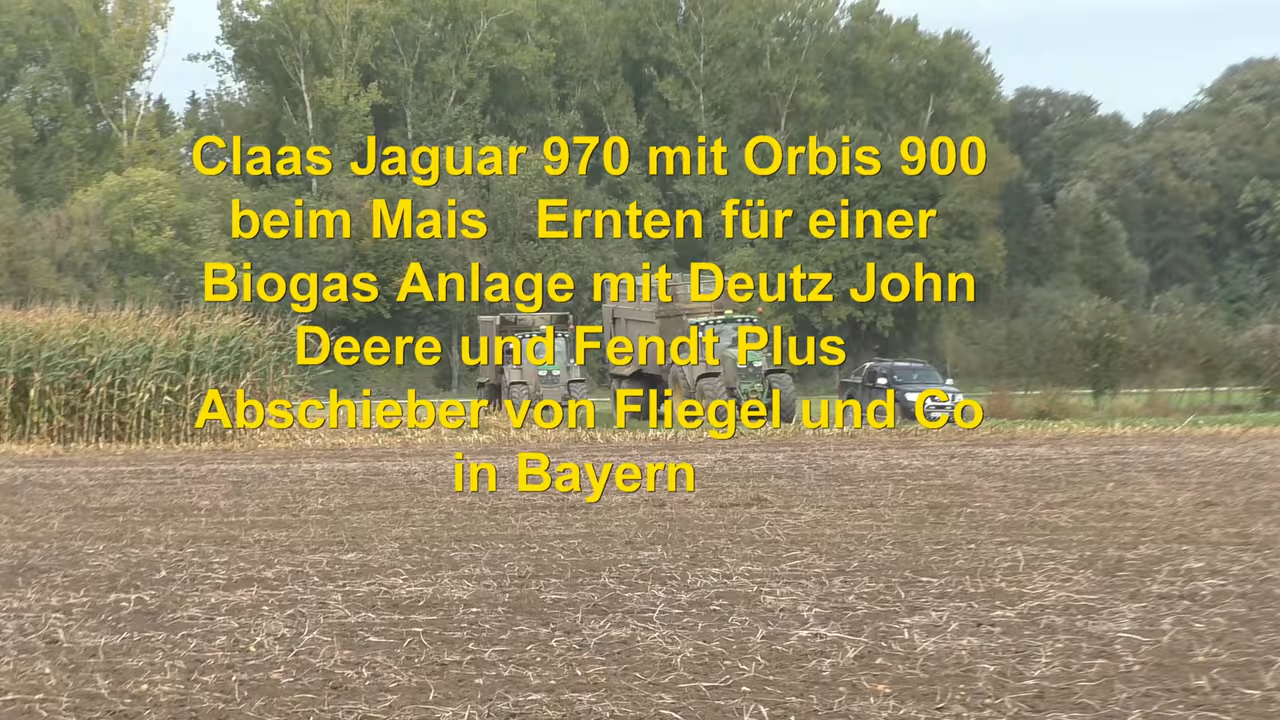 Claas Jaguar 970 mit Orbis 900
beim Mais   Ernten für einer
Biogas Anlage mit Deutz John
Deere und Fendt Plus
Abschieber von Fliegel und Co
in Bayern